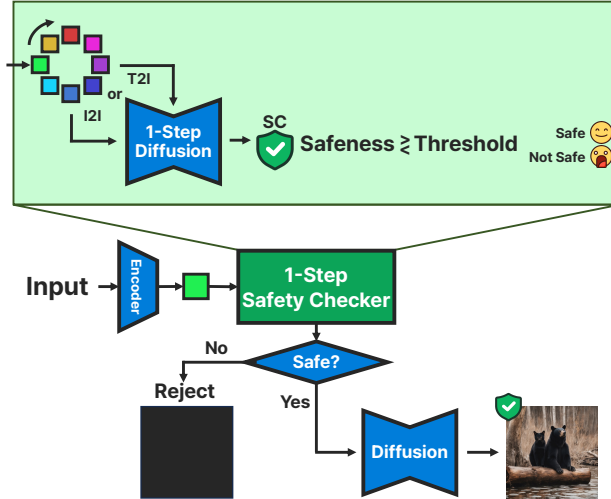 T2I
or
I2I
1-Step
Diffusion
SC
Safeness ≷ Threshold
Safe
Not Safe
Input
Encoder
1-Step
Safety Checker
Safe?
No
Reject
Yes
Diffusion